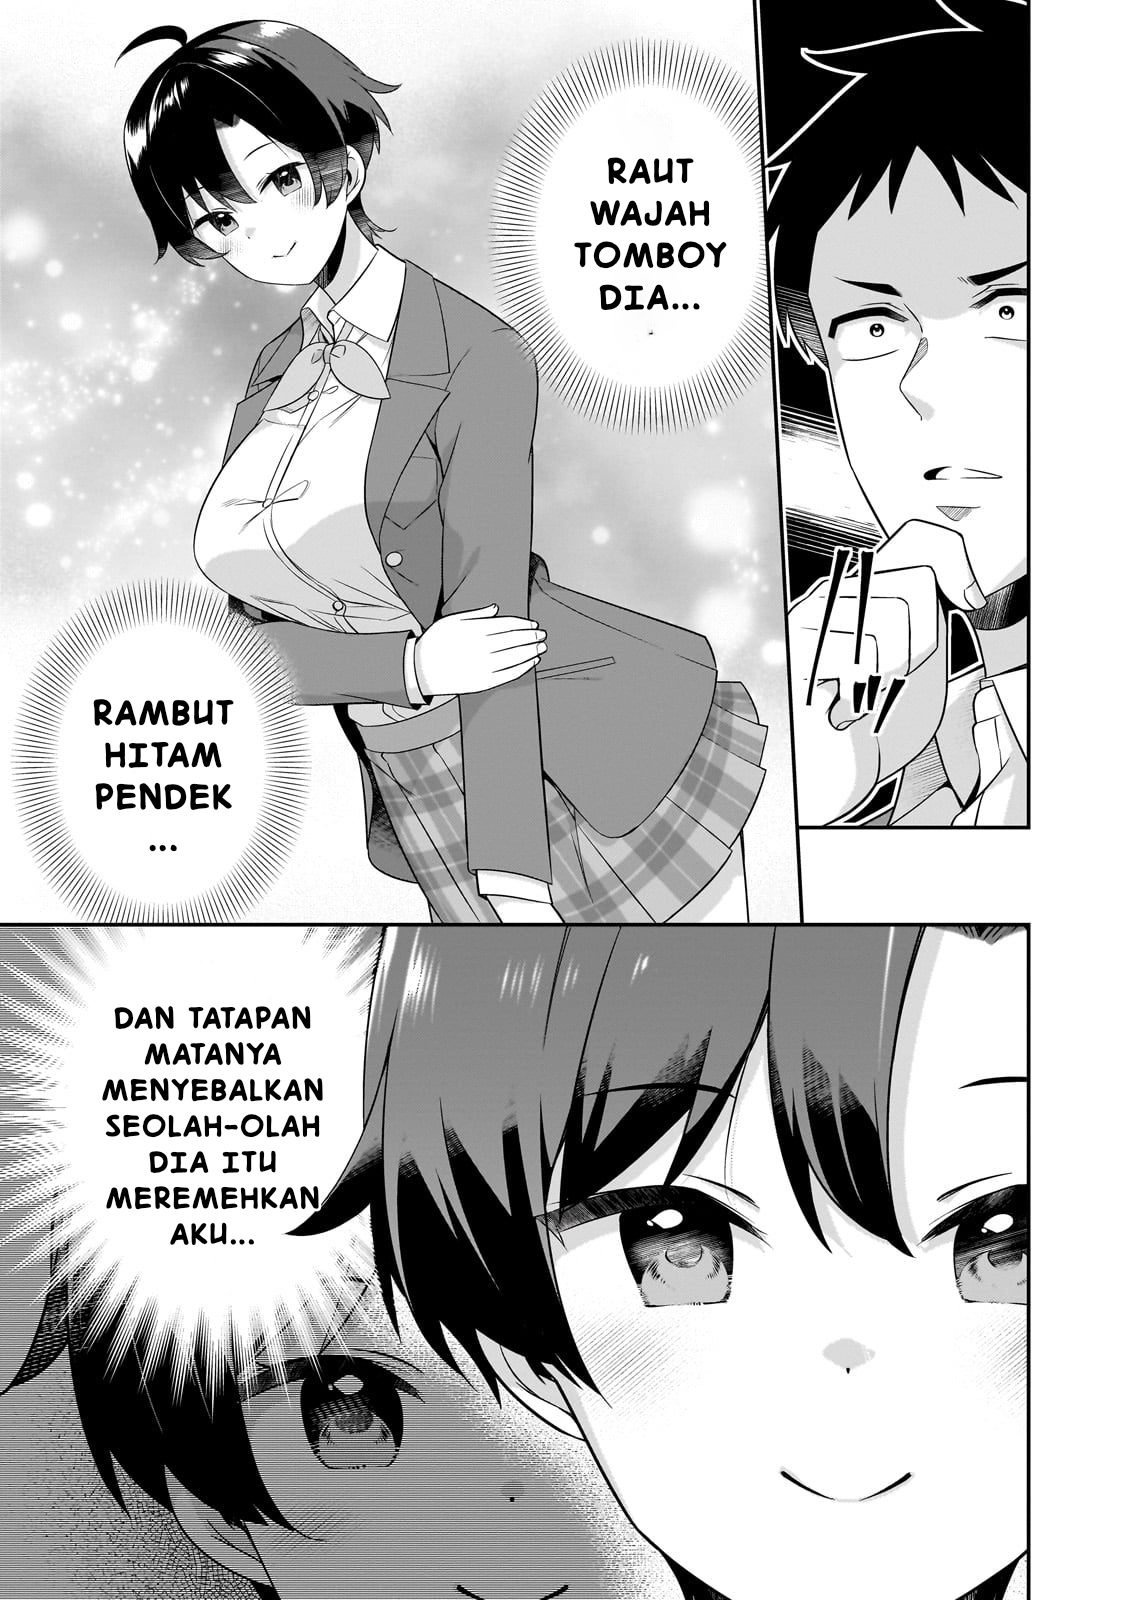 RAUT
WAJAH
TOMBOY
DIA...
RAMBUT
HITAM
PENDEK
...
DAN TATAPAN
MATANYA
MENYEBALKAN
SEOLAH-OLAH
DIA ITU
MEREMEHKAN
AKU...